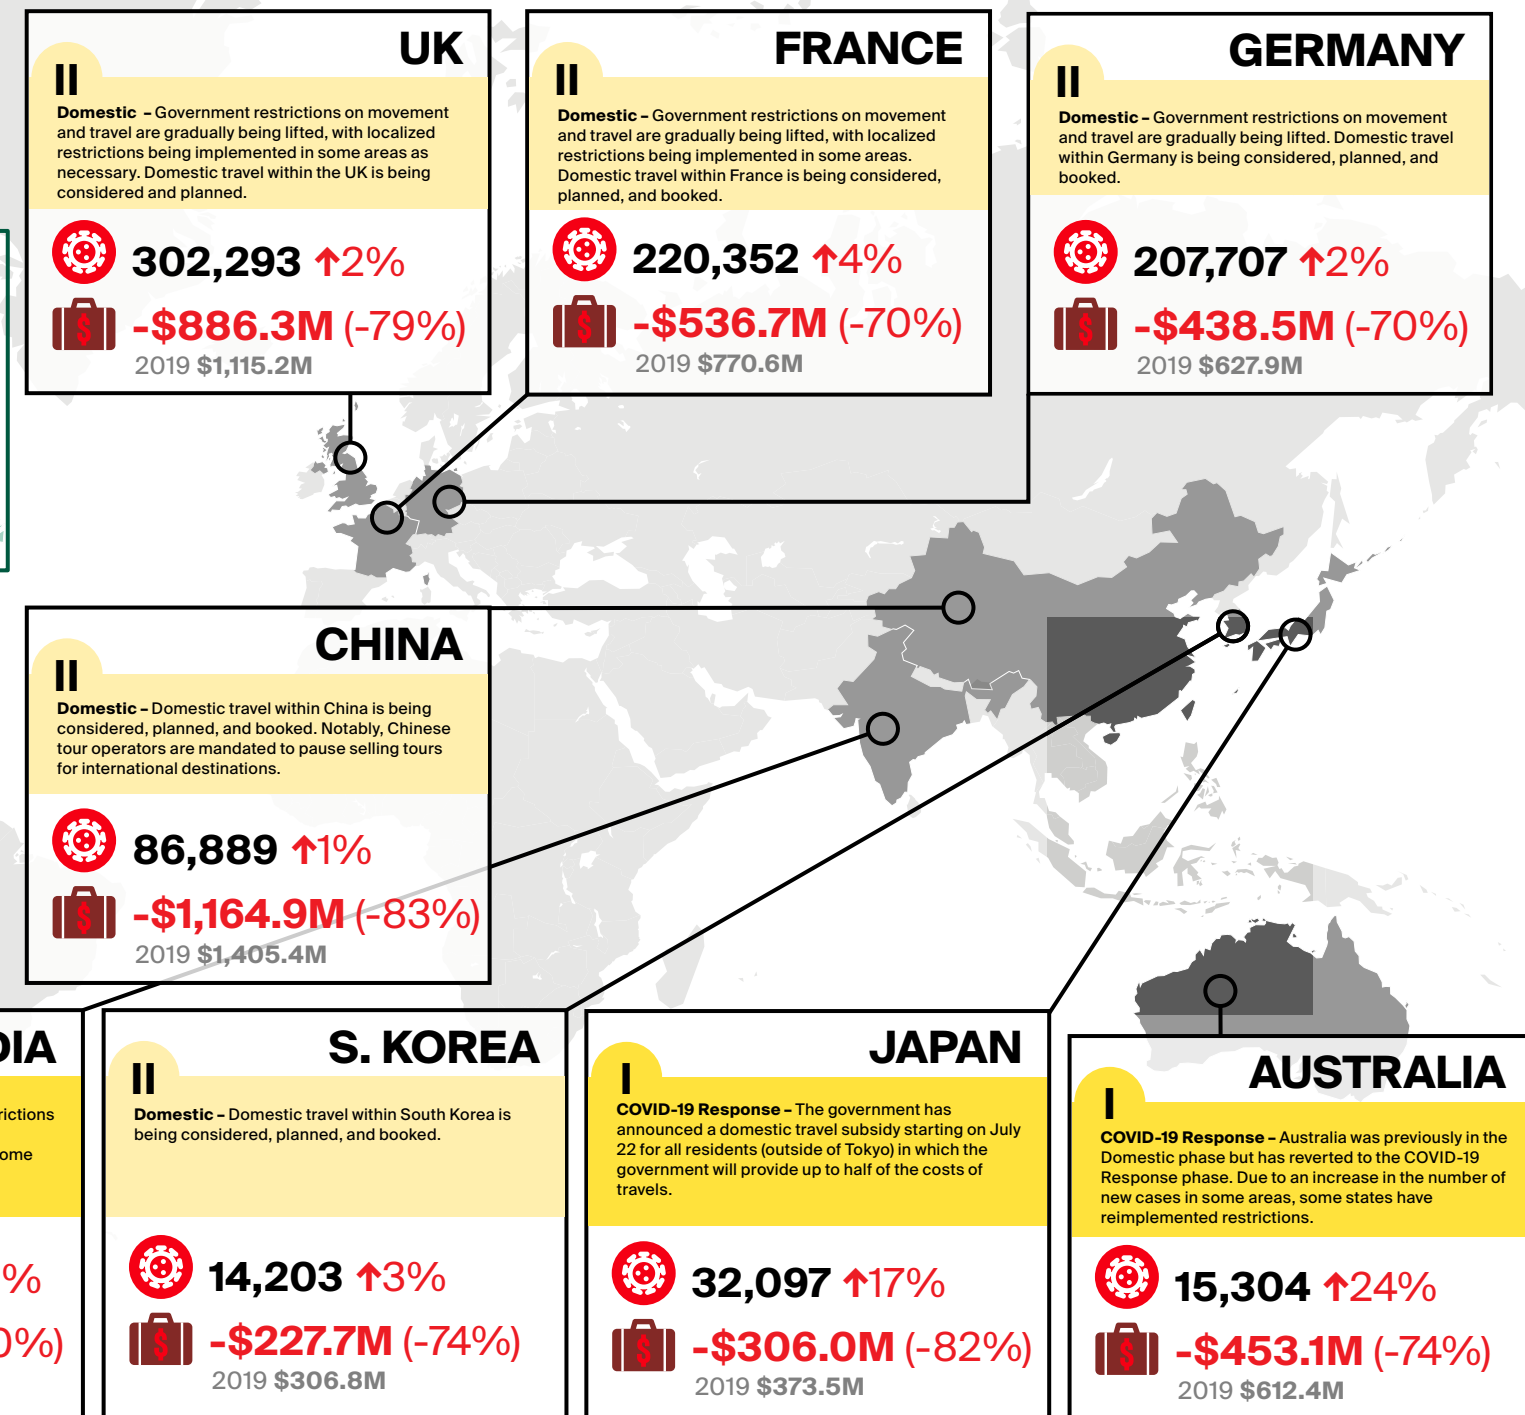 UK
II
Domestic – Government restrictions on movement
and travel are gradually being lifted, with localized
restrictions being implemented in some areas as
necessary. Domestic travel within the UK is being
considered and planned.
302,293 ↑2%
$
-$886.3M (-79%)
2019 $1,115.2M
FRANCE
II
Domestic – Government restrictions on movement
and travel are gradually being lifted, with localized
restrictions being implemented in some areas.
Domestic travel within France is being considered,
planned, and booked.
220,352 ↑4%
$
-$536.7M (-70%)
2019 $770.6M
GERMANY
II
Domestic – Government restrictions on movement
and travel are gradually being lifted. Domestic travel
within Germany is being considered, planned, and
booked.
207,707 ↑2%
$
-$438.5M (-70%)
2019 $627.9M
CHINA
II
Domestic – Domestic travel within China is being
considered, planned, and booked. Notably, Chinese
tour operators are mandated to pause selling tours
for international destinations.
86,889 ↑1%
$
-$1,164.9M (-83%)
2019 $1,405.4M
DIA
rictions
ome
%
0%)
S. KOREA
II
Domestic – Domestic travel within South Korea is
being considered, planned, and booked.
14,203 ↑3%
$
-$227.7M (-74%)
2019 $306.8M
JAPAN
I
COVID-19 Response – The government has
announced a domestic travel subsidy starting on July
22 for all residents (outside of Tokyo) in which the
government will provide up to half of the costs of
travels.
32,097 ↑17%
$
-$306.0M (-82%)
2019 $373.5M
AUSTRALIA
I
COVID-19 Response – Australia was previously in the
Domestic phase but has reverted to the COVID-19
Response phase. Due to an increase in the number of
new cases in some areas, some states have
reimplemented restrictions.
15,304 ↑24%
$
-$453.1M (-74%)
2019 $612.4M